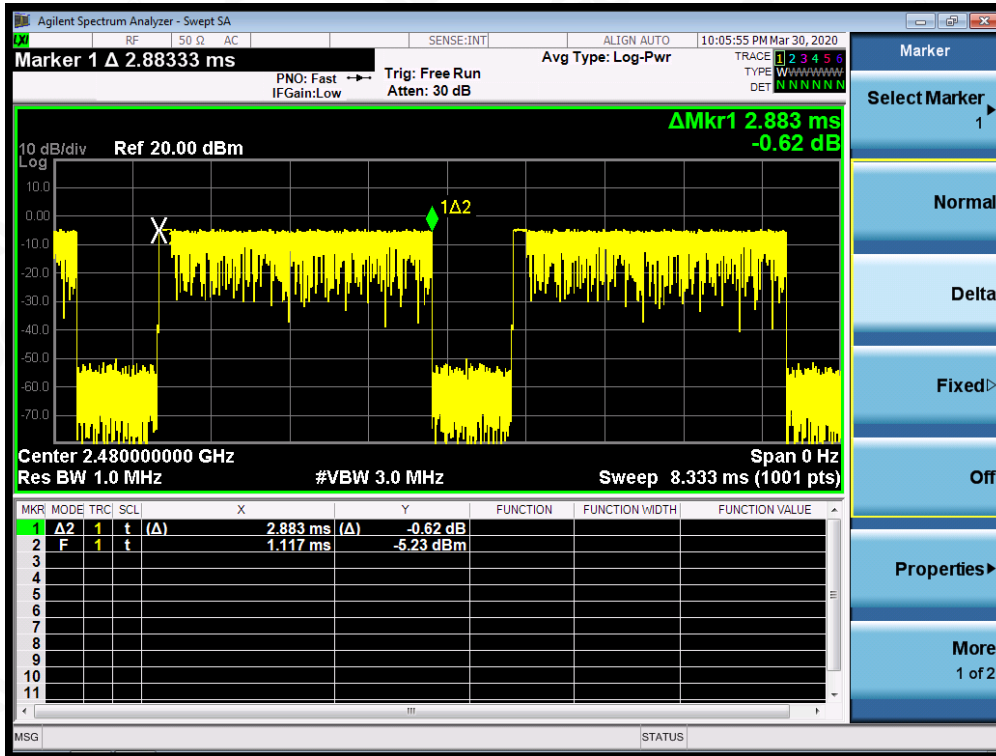 Agilent Spectrum Analyzer - Swept SA
LXI RF 50 Ω AC SENSE:INT ALIGN AUTO 10:05:55 PM Mar 30, 2020
Marker 1 Δ 2.88333 ms
PNO: Fast
IFGain:Low
Trig: Free Run
Atten: 30 dB
Avg Type: Log-Pwr
TRACE 1 2 3 4 5 6
TYPE WWWWWWW
DET N N N N N N
ΔMkr1 2.883 ms
-0.62 dB
10 dB/div Ref 20.00 dBm
Log
10.0
0.00
-10.0
-20.0
-30.0
-40.0
-50.0
-60.0
-70.0
X
1Δ2
Center 2.480000000 GHz Span 0 Hz
Res BW 1.0 MHz #VBW 3.0 MHz Sweep 8.333 ms (1001 pts)
MKR MODE TRC SCL X Y FUNCTION FUNCTION WIDTH FUNCTION VALUE
1 Δ2 1 t (Δ) 2.883 ms (Δ) -0.62 dB
2 F 1 t 1.117 ms -5.23 dBm
3
4
5
6
7
8
9
10
11
MSG STATUS
Marker
Select Marker
1
Normal
Delta
Fixed
Off
Properties
More
1 of 2